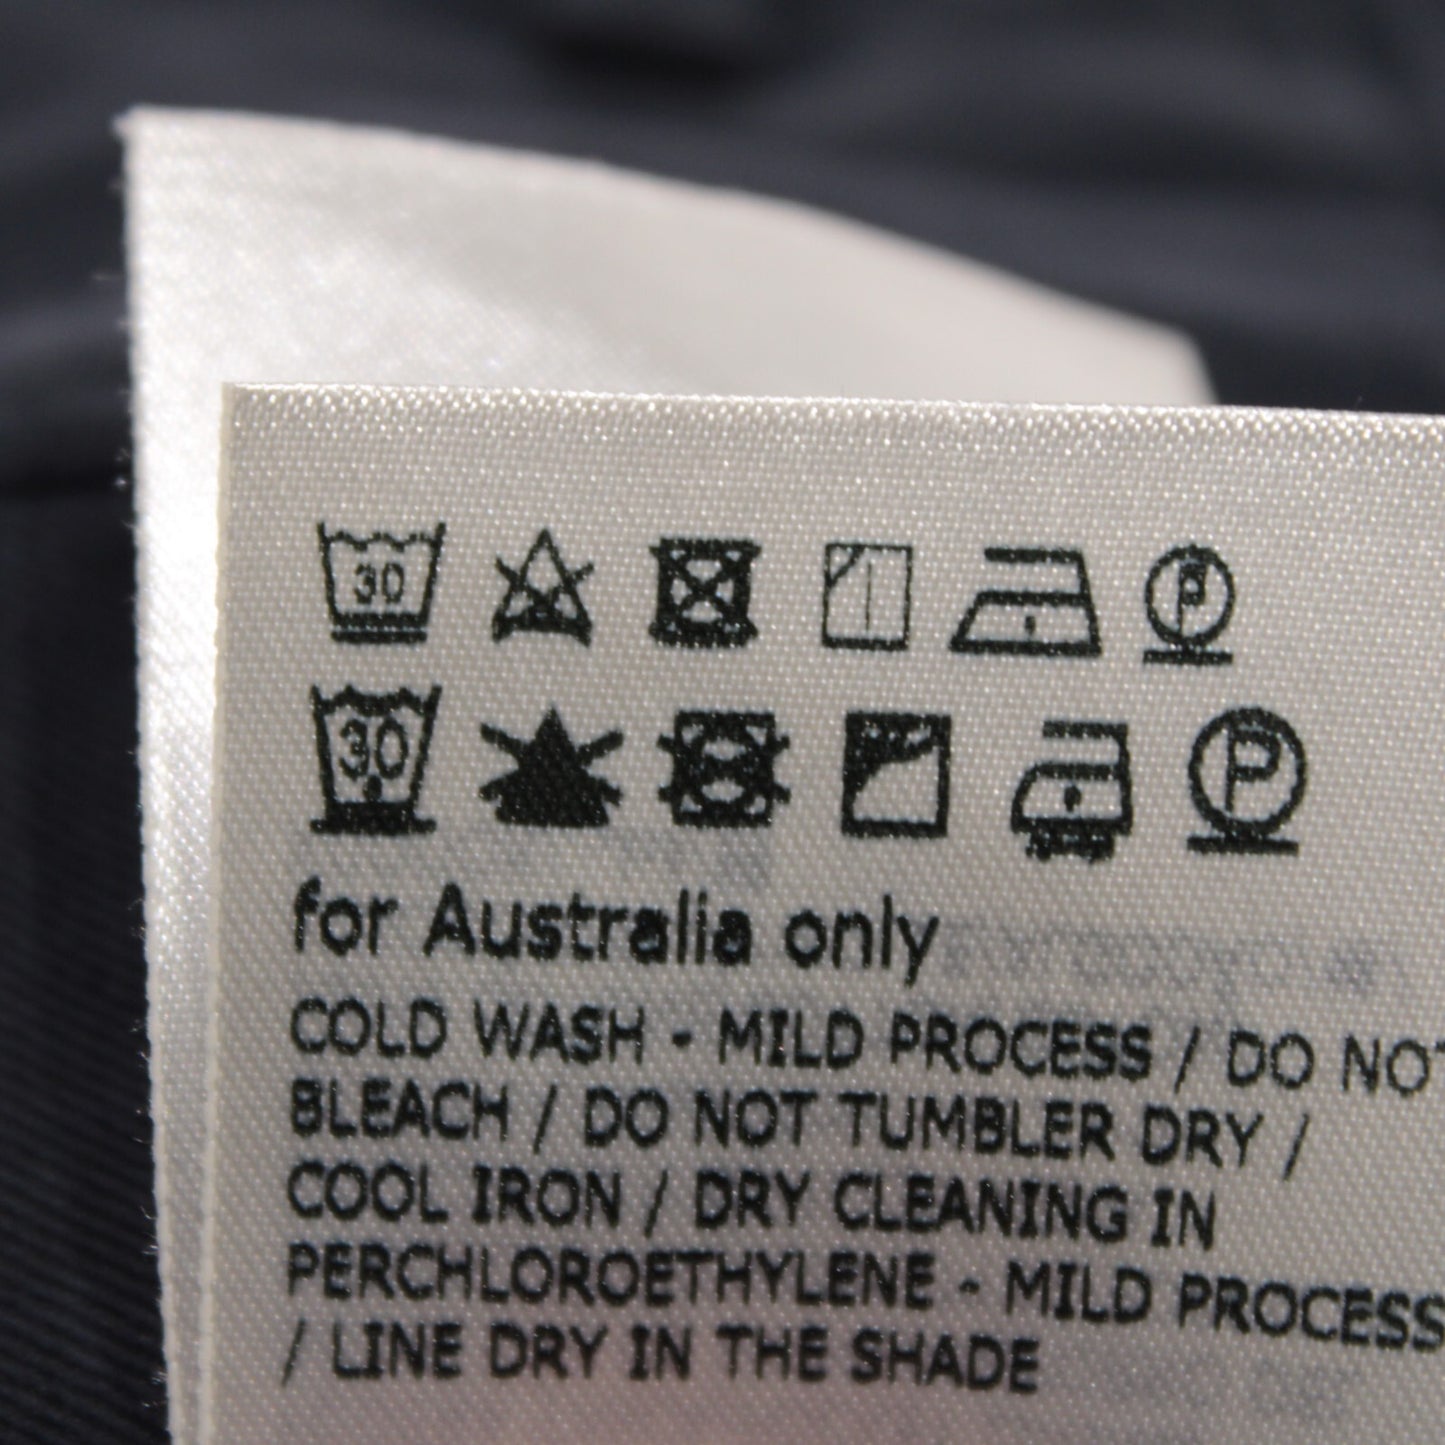 30
P
30
P
for Australia only
COLD WASH - MILD PROCESS / DO NOT
BLEACH / DO NOT TUMBLER DRY /
COOL IRON / DRY CLEANING IN
PERCHLOROETHYLENE - MILD PROCESS
/ LINE DRY IN THE SHADE